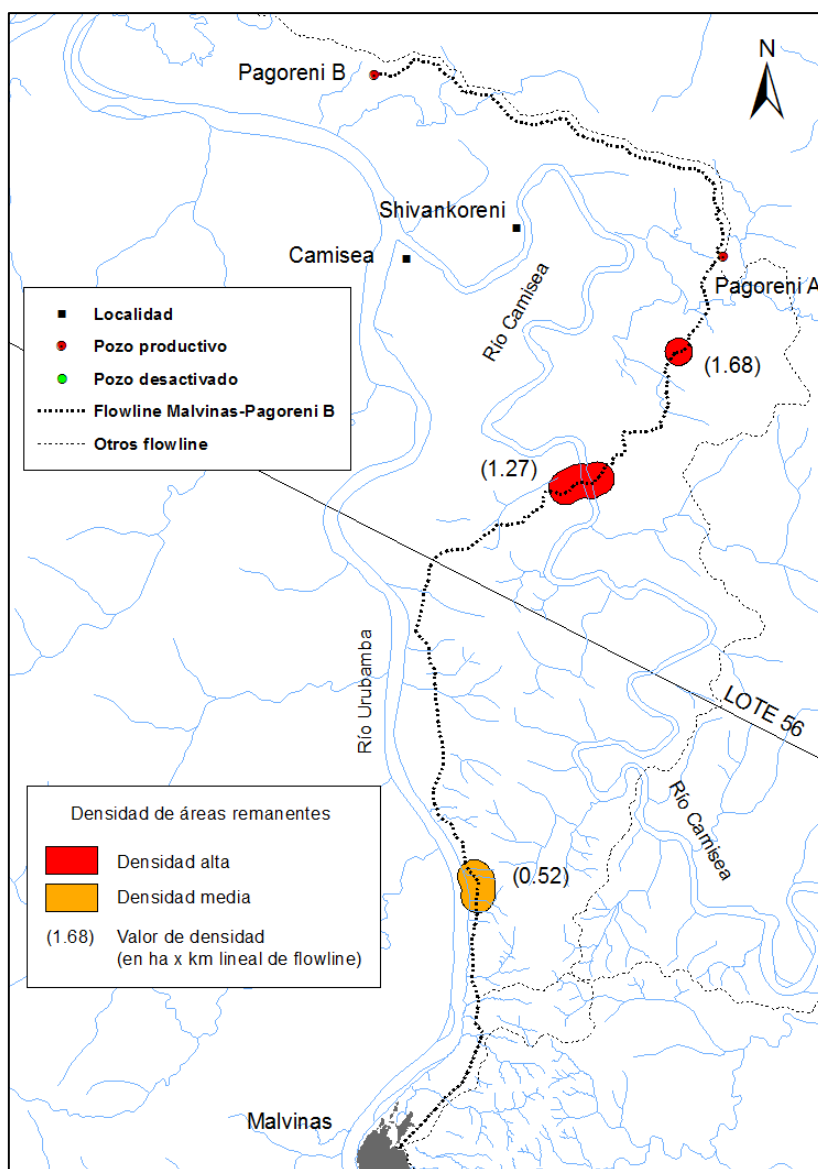 Pagoreni B
N
Shivankoreni
Camisea
Río Camisea
Pagoreni A
Localidad
Pozo productivo
Pozo desactivado
Flowline Malvinas-Pagoreni B
Otros flowline
(1.68)
(1.27)
Río Urubamba
LOTE 56
Río Camisea
Densidad de áreas remanentes
Densidad alta
Densidad media
(1.68) Valor de densidad
(en ha x km lineal de flowline)
(0.52)
Malvinas